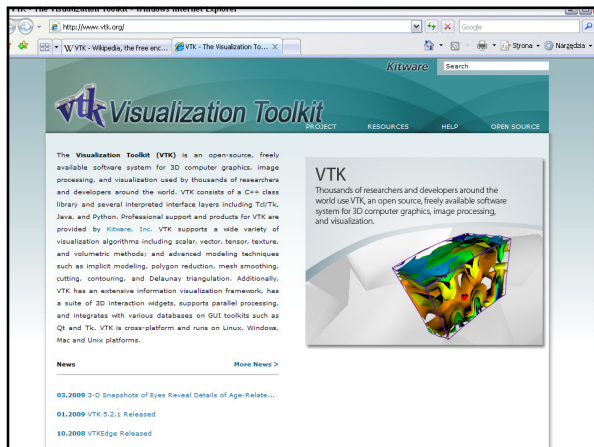 VTK - The Visualization Toolkit - Windows Internet Explorer
http://www.vtk.org/
Google
W VTK - Wikipedia, the free enc...
VTK - The Visualization To... X
Strona
Narzędzia
Kitware
Search
vtk Visualization Toolkit
PROJECT RESOURCES HELP OPEN SOURCE
The Visualization Toolkit (VTK) is an open-source, freely
available software system for 3D computer graphics, image
processing, and visualization used by thousands of researchers
and developers around the world. VTK consists of a C++ class
library and several interpreted interface layers including Tcl/Tk,
Java, and Python. Professional support and products for VTK are
provided by Kitware, Inc. VTK supports a wide variety of
visualization algorithms including scalar, vector, tensor, texture,
and volumetric methods; and advanced modeling techniques
such as implicit modeling, polygon reduction, mesh smoothing,
cutting, contouring, and Delaunay triangulation. Additionally,
VTK has an extensive information visualization framework, has
a suite of 3D interaction widgets, supports parallel processing,
and integrates with various databases on GUI toolkits such as
Qt and Tk. VTK is cross-platform and runs on Linux, Windows,
Mac and Unix platforms.
VTK
Thousands of researchers and developers around the
world use VTK, an open source, freely available software
system for 3D computer graphics, image processing,
and visualization.
News More News >
03.2009 3-D Snapshots of Eyes Reveal Details of Age-Relate...
01.2009 VTK 5.2.1 Released
10.2008 VTKEdge Released